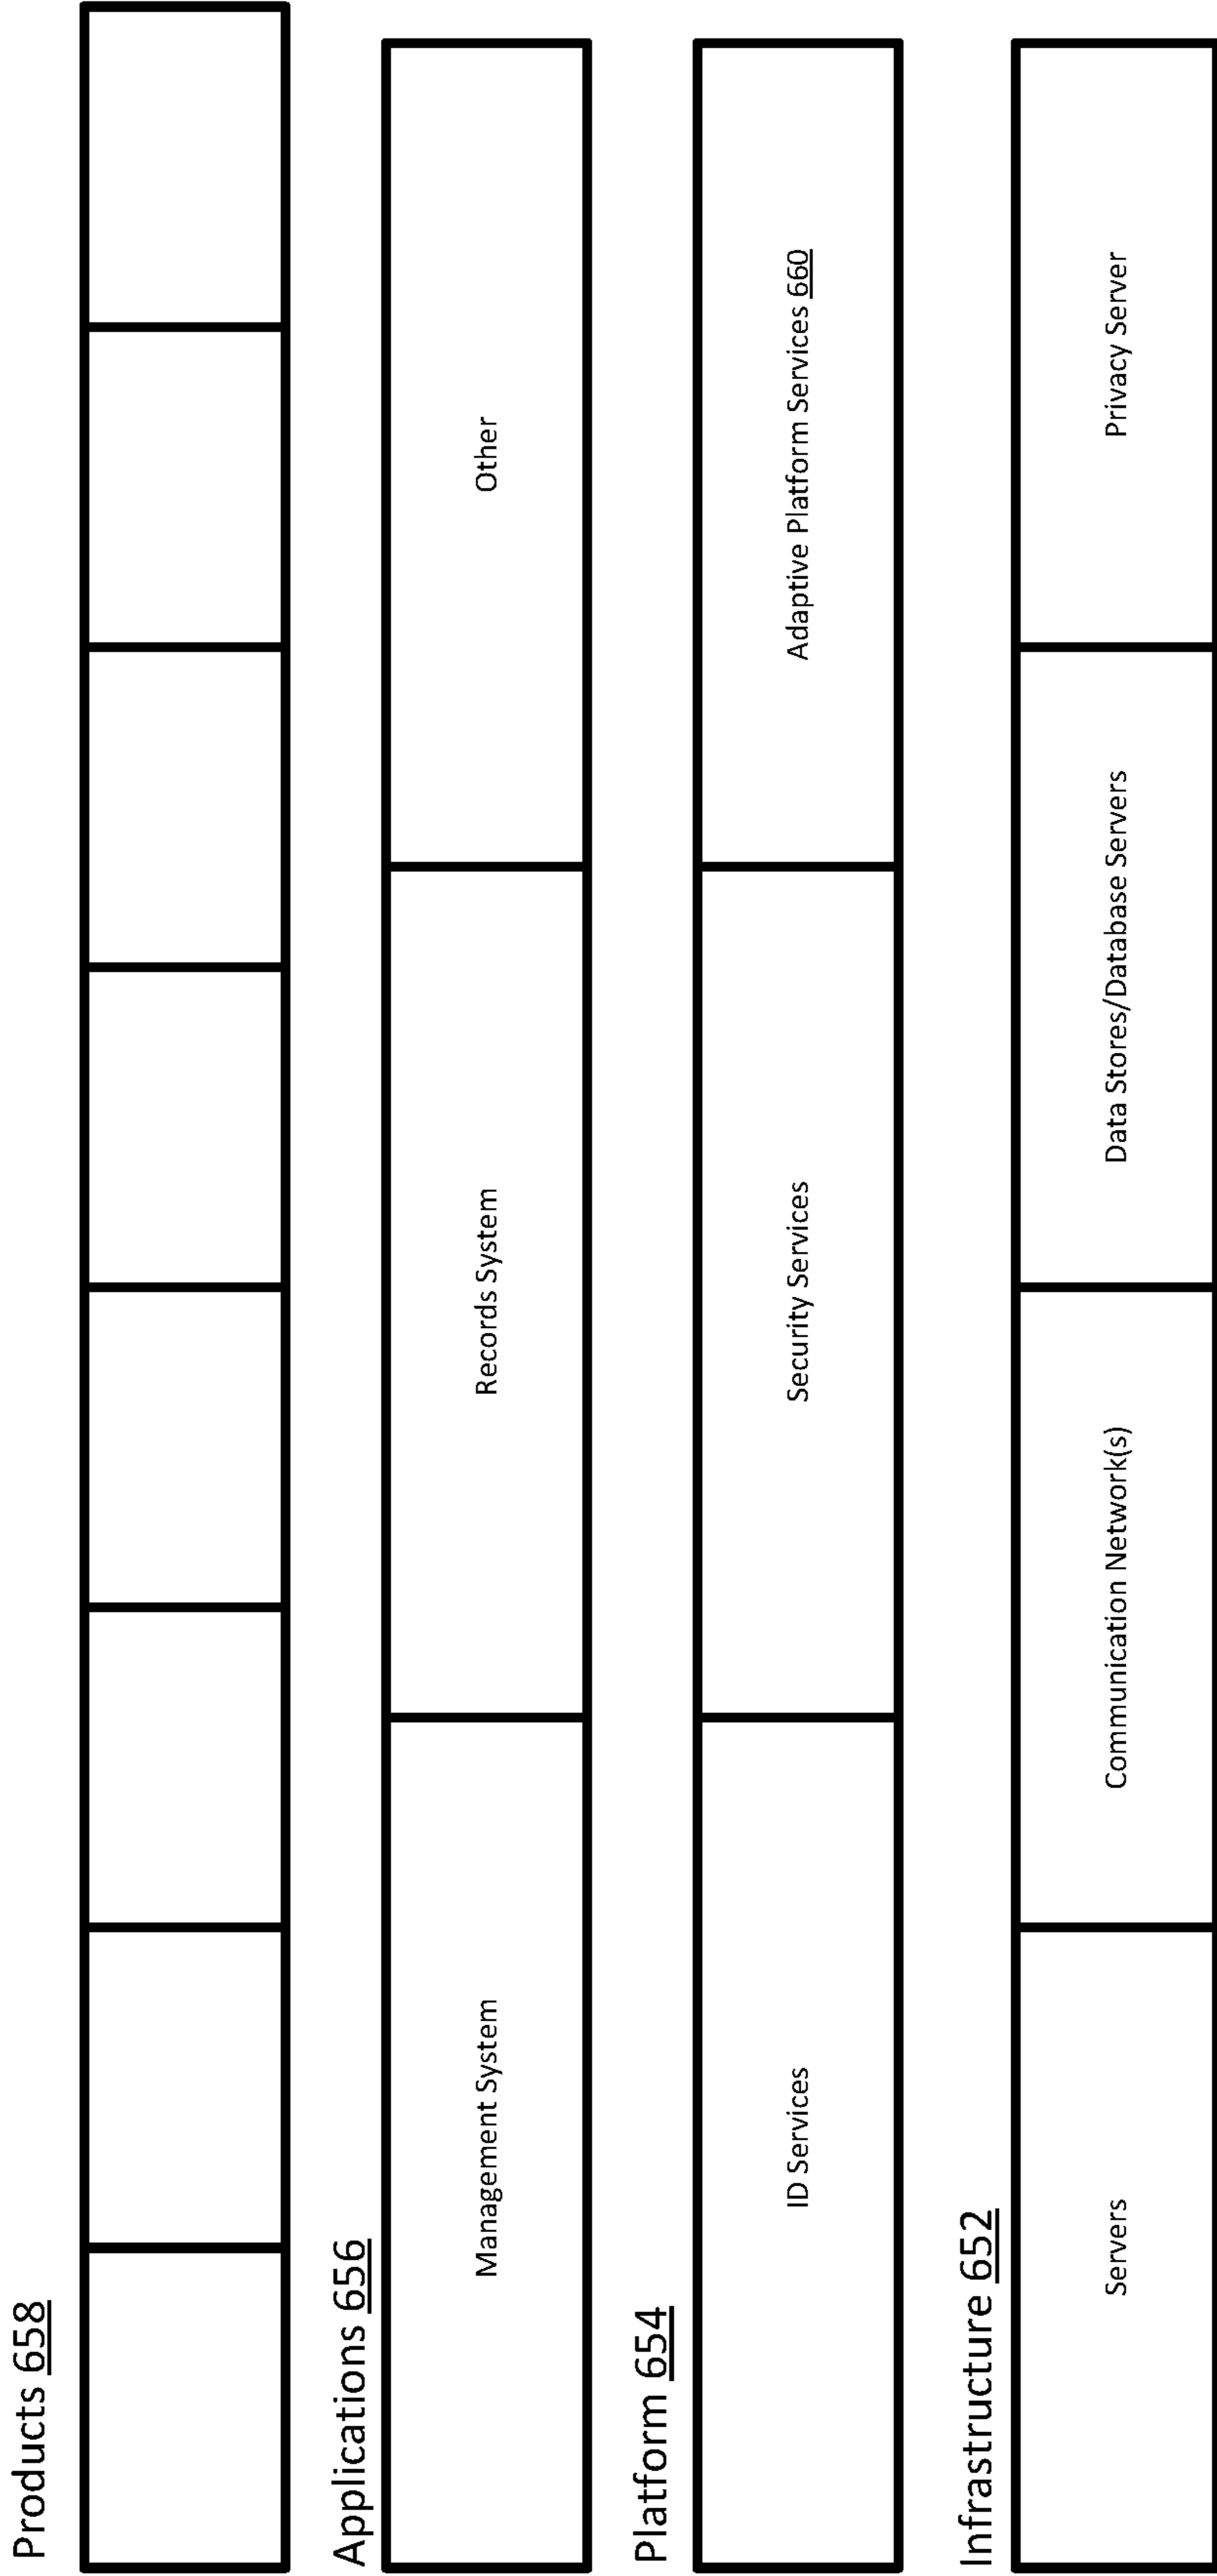 Products 658
Applications 656
Management System
Records System
Other
Platform 654
ID Services
Security Services
Adaptive Platform Services 660
Infrastructure 652
Servers
Communication Network(s)
Data Stores/Database Servers
Privacy Server